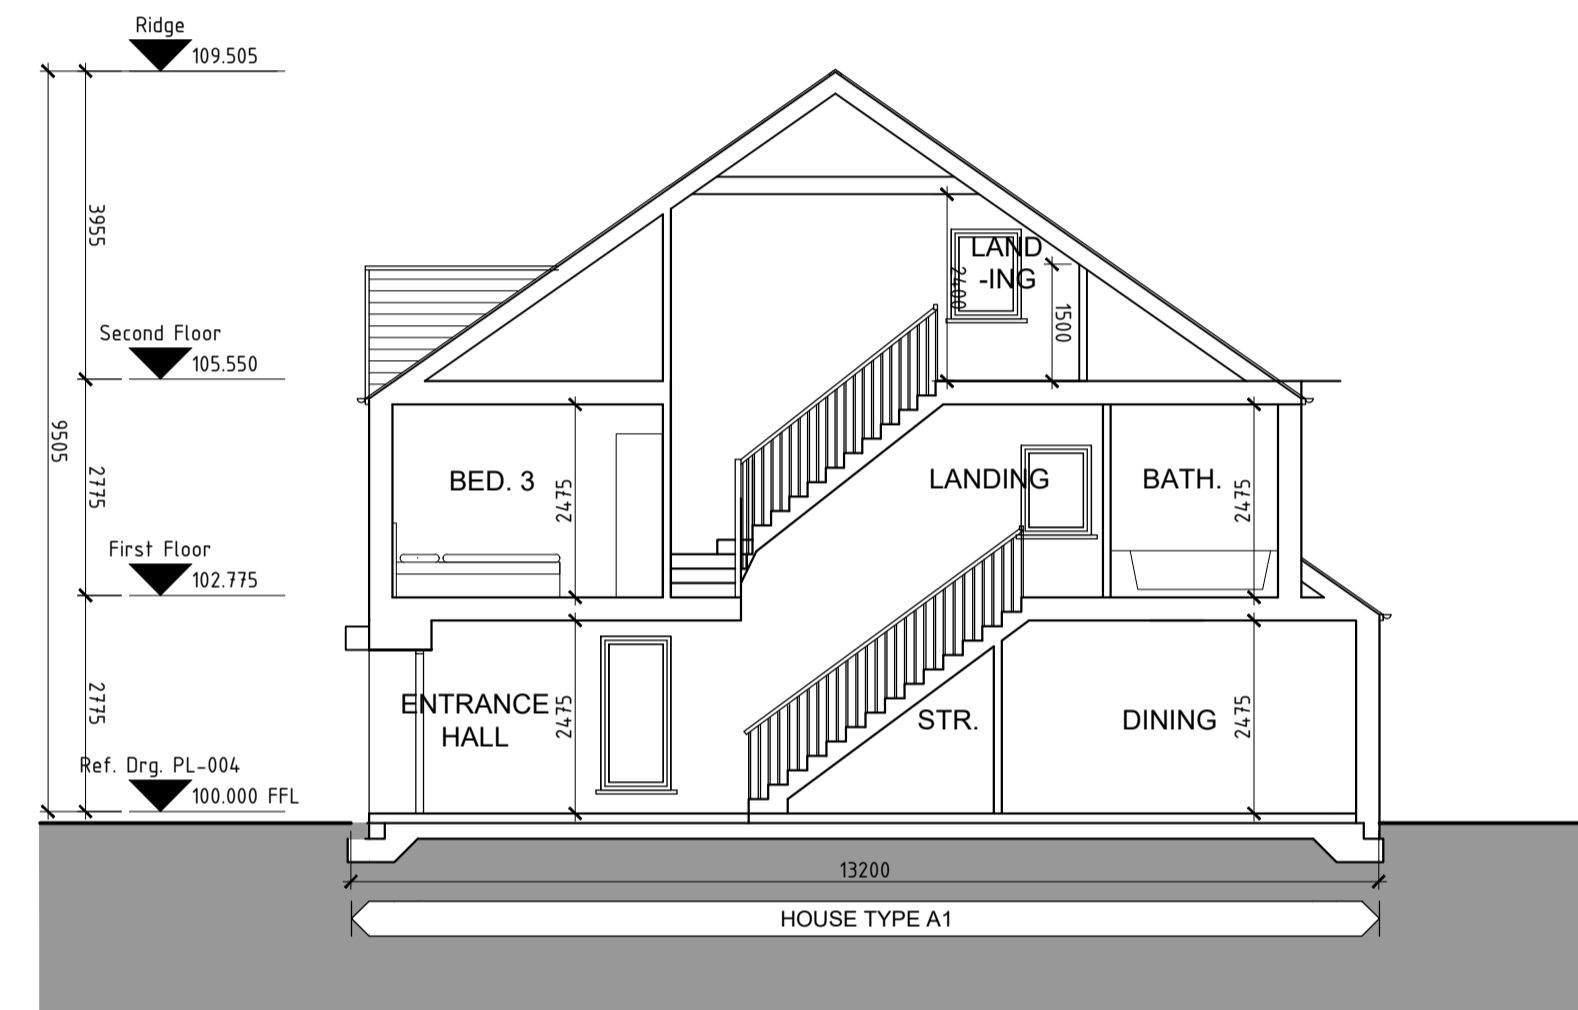 Ridge
109.505
3955
Second Floor
105.550
9505
2775
First Floor
102.775
2775
Ref. Drg. PL-004
100.000 FFL
LAND
-ING
2400
1500
BED. 3
2475
LANDING
BATH.
2475
ENTRANCE
HALL
2475
STR.
DINING
2475
13200
HOUSE TYPE A1